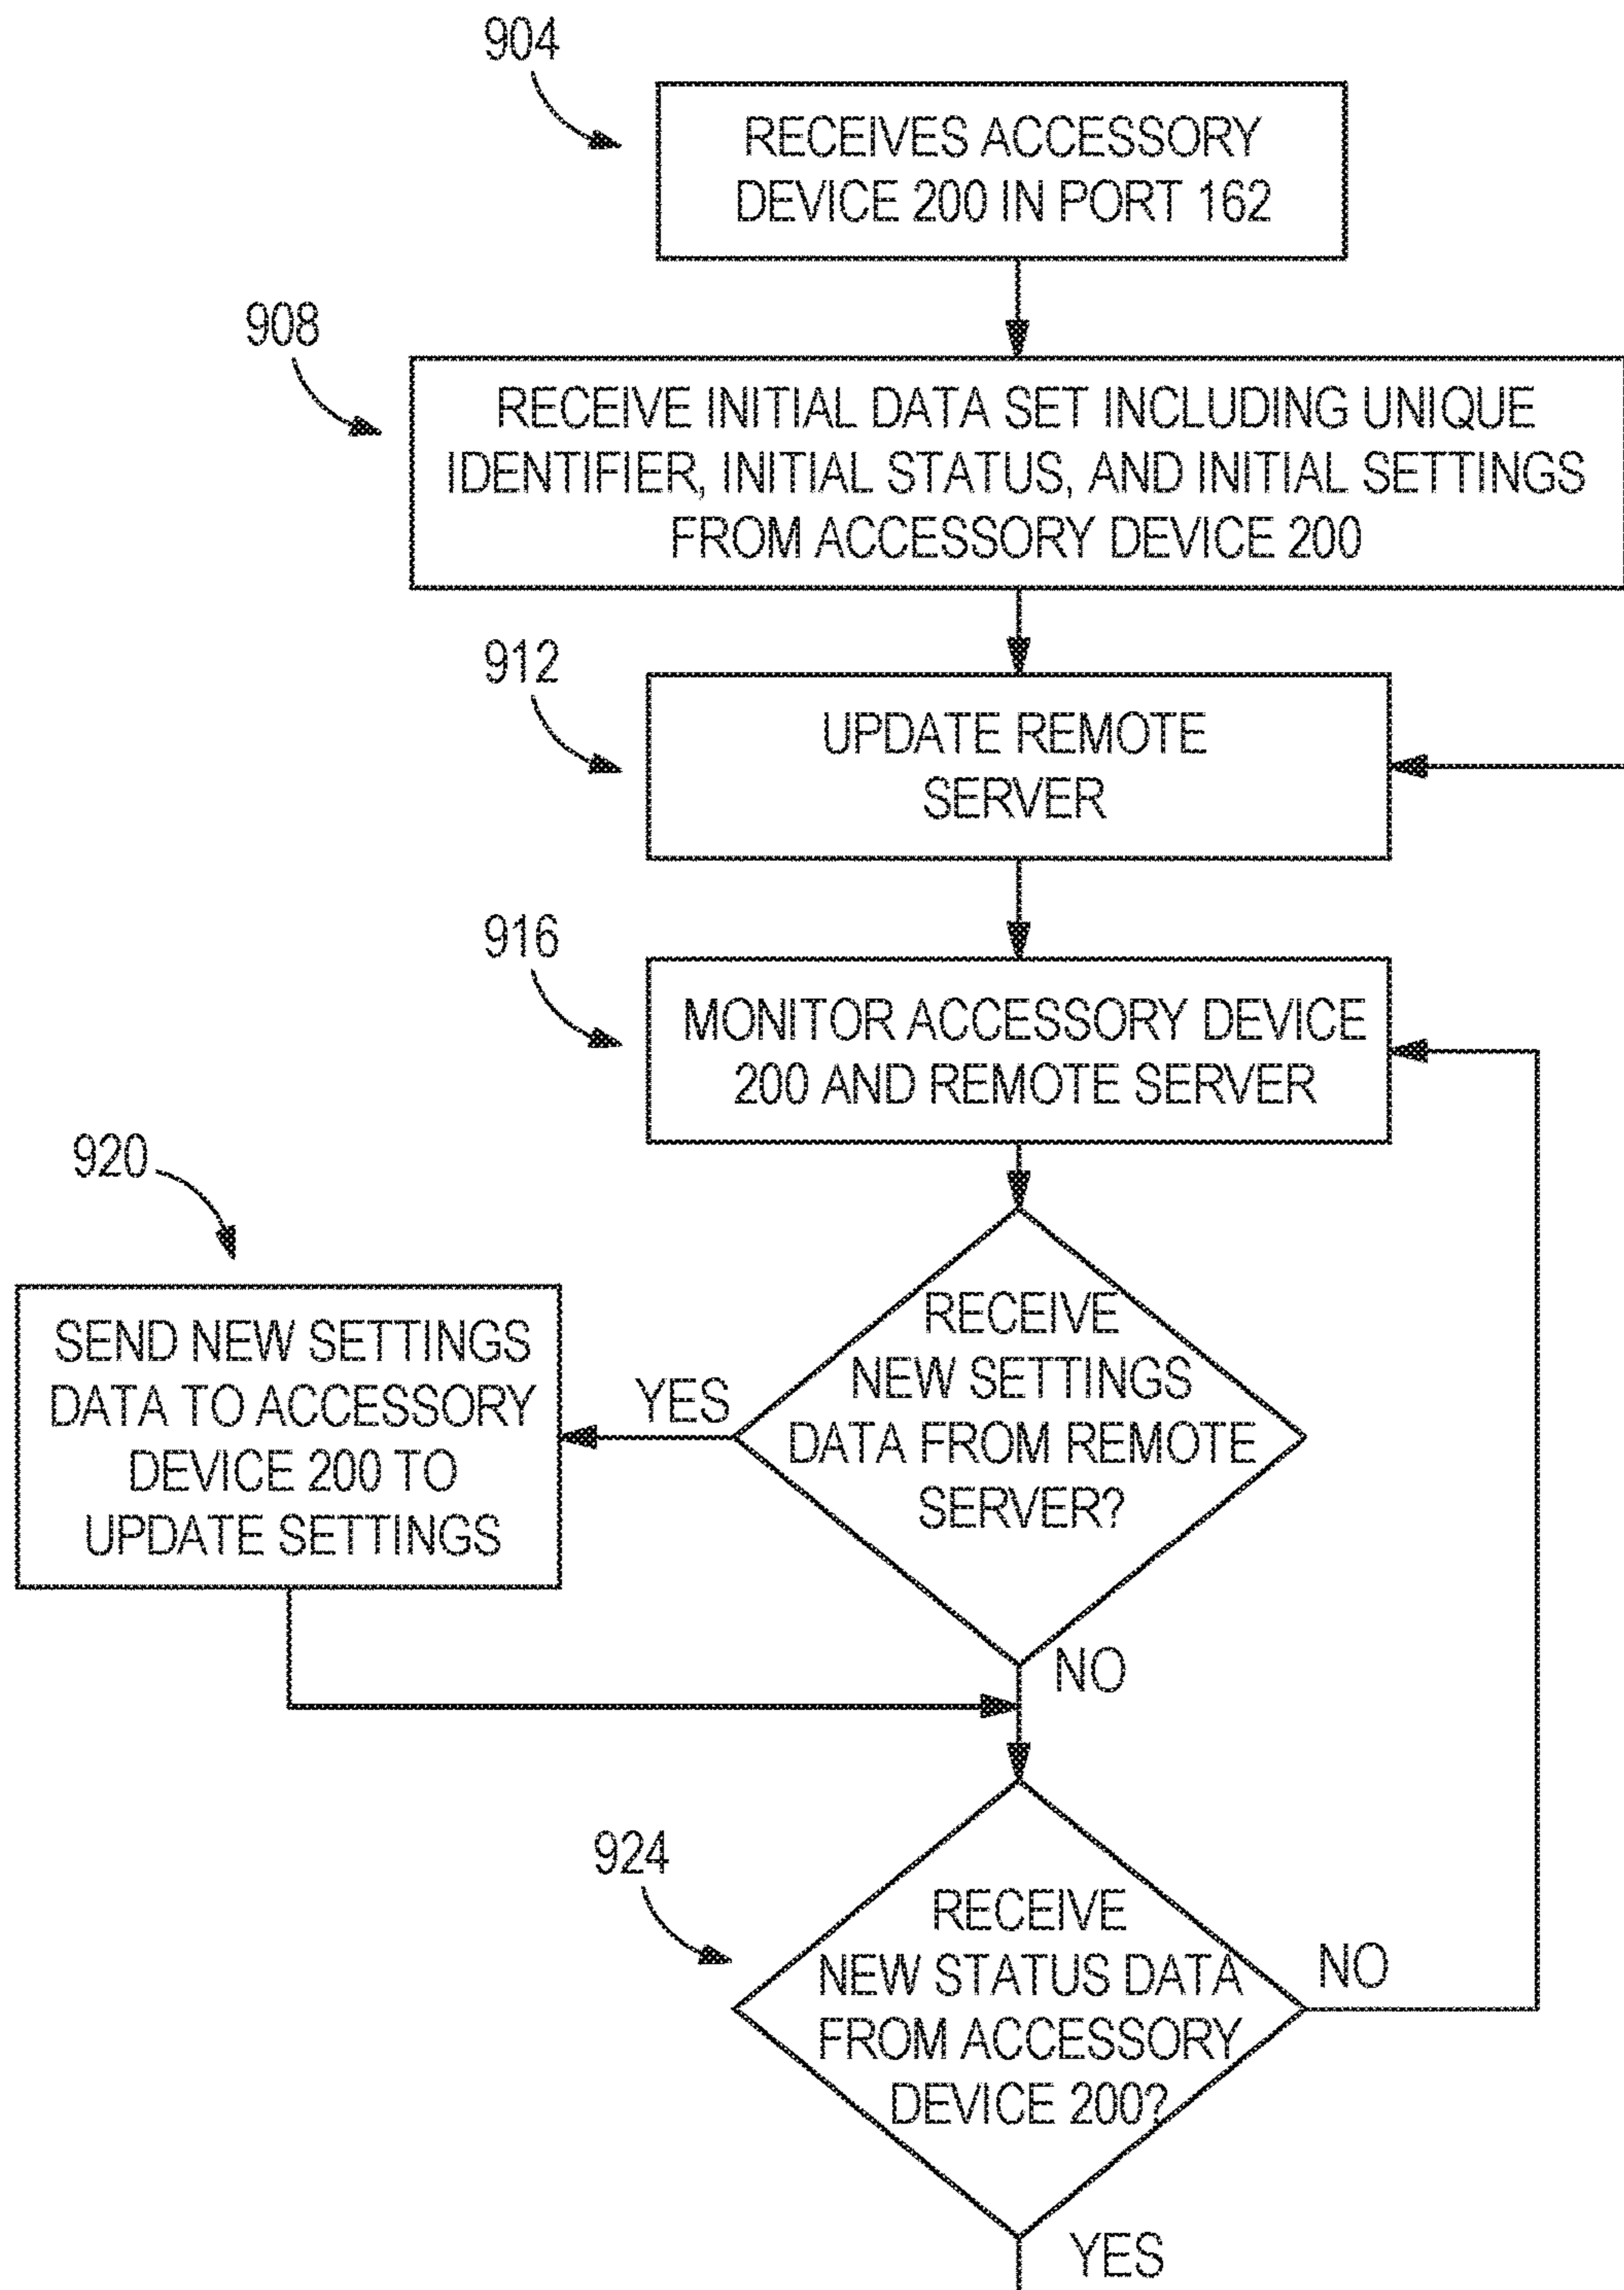 904
RECEIVES ACCESSORY
DEVICE 200 IN PORT 162
908
RECEIVE INITIAL DATA SET INCLUDING UNIQUE
IDENTIFIER, INITIAL STATUS, AND INITIAL SETTINGS
FROM ACCESSORY DEVICE 200
912
UPDATE REMOTE
SERVER
916
MONITOR ACCESSORY DEVICE
200 AND REMOTE SERVER
920
SEND NEW SETTINGS
DATA TO ACCESSORY
DEVICE 200 TO
UPDATE SETTINGS
YES
RECEIVE
NEW SETTINGS
DATA FROM REMOTE
SERVER?
NO
924
RECEIVE
NEW STATUS DATA
FROM ACCESSORY
DEVICE 200?
NO
YES